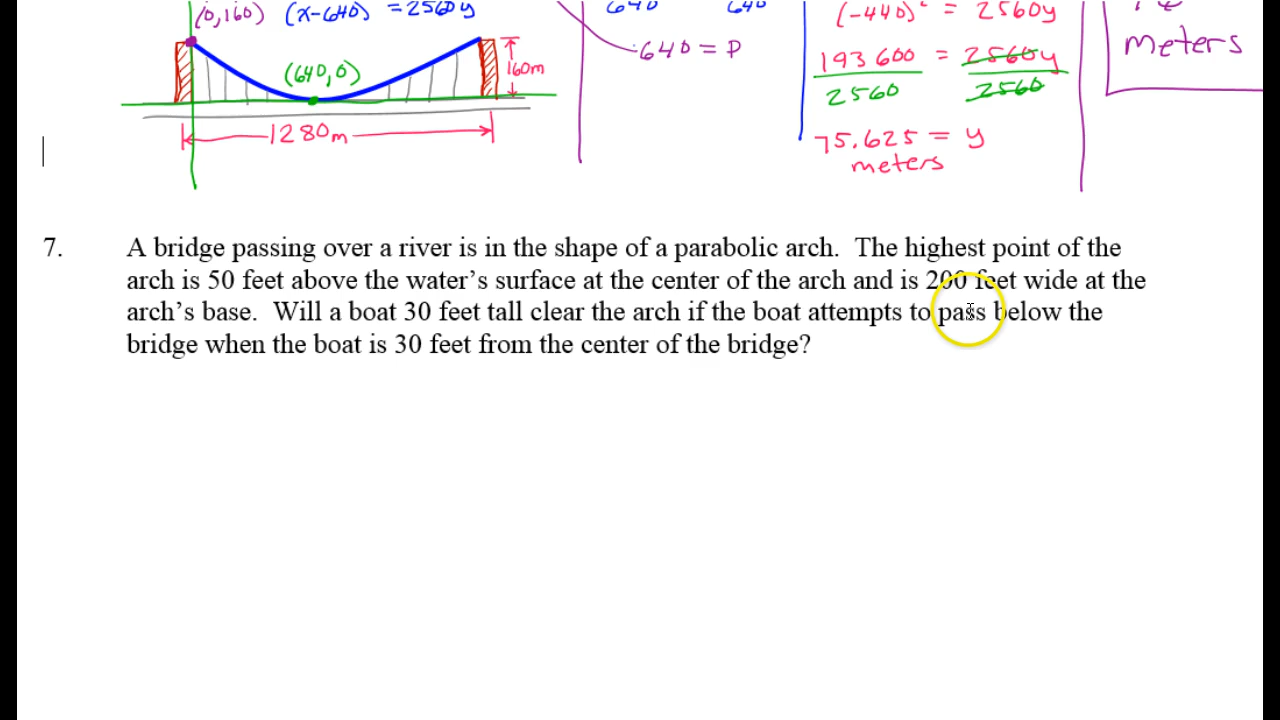 (0,160) (x-640) = 2560y
(640,0)
160m
1280m
640 640
640 = P
(-440)² = 2560y
193600 = 2560y
2560 2560
75.625 = y
meters
meters
7. A bridge passing over a river is in the shape of a parabolic arch. The highest point of the
arch is 50 feet above the water's surface at the center of the arch and is 200 feet wide at the
arch's base. Will a boat 30 feet tall clear the arch if the boat attempts to pass below the
bridge when the boat is 30 feet from the center of the bridge?